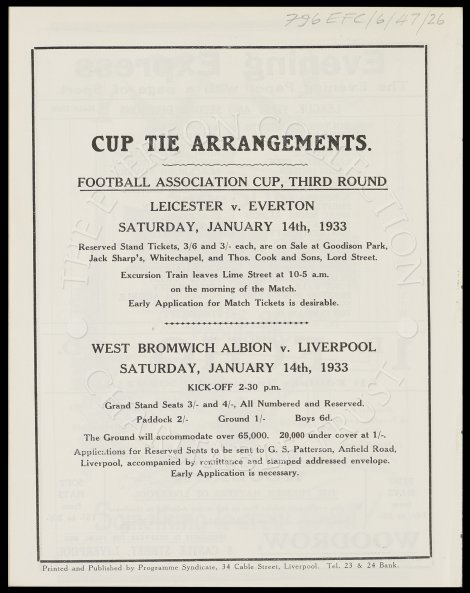 796 EFC/6/47/26
CUP TIE ARRANGEMENTS.
FOOTBALL ASSOCIATION CUP, THIRD ROUND
LEICESTER v. EVERTON
SATURDAY, JANUARY 14th, 1933
Reserved Stand Tickets, 3/6 and 3/- each, are on Sale at Goodison Park,
Jack Sharp's, Whitechapel, and Thos. Cook and Sons, Lord Street.
Excursion Train leaves Lime Street at 10-5 a.m.
on the morning of the Match.
Early Application for Match Tickets is desirable.
WEST BROMWICH ALBION v. LIVERPOOL
SATURDAY, JANUARY 14th, 1933
KICK-OFF 2-30 p.m.
Grand Stand Seats 3/- and 4/-, All Numbered and Reserved.
Paddock 2/- Ground 1/- Boys 6d.
The Ground will accommodate over 65,000. 20,000 under cover at 1/-.
Applications for Reserved Seats to be sent to G. S. Patterson, Anfield Road,
Liverpool, accompanied by remittance and stamped addressed envelope.
Early Application is necessary.
Printed and Published by Programme Syndicate, 34 Cable Street, Liverpool. Tel. 23 & 24 Bank.
THE EVERTON COLLECTION
TRUST
Evening Express
WOODROW